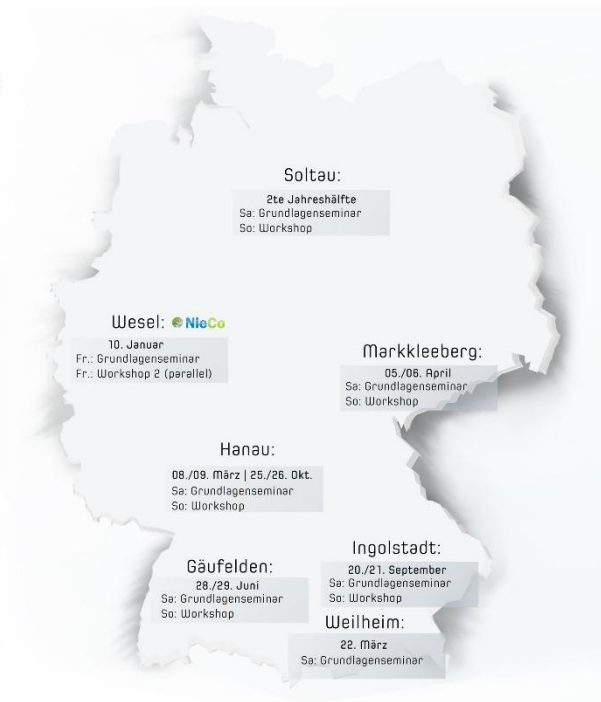 Soltau:
2te Jahreshälfte
Sa: Grundlagenseminar
So: Workshop
Wesel: NieCo
10. Januar
Fr.: Grundlagenseminar
Fr.: Workshop 2 (parallel)
Markkleeberg:
05./06. April
Sa: Grundlagenseminar
So: Workshop
Hanau:
08./09. März | 25./26. Okt.
Sa: Grundlagenseminar
So: Workshop
Ingolstadt:
20./21. September
Sa: Grundlagenseminar
So: Workshop
Gäufelden:
28./29. Juni
Sa: Grundlagenseminar
So: Workshop
Weilheim:
22. März
Sa: Grundlagenseminar